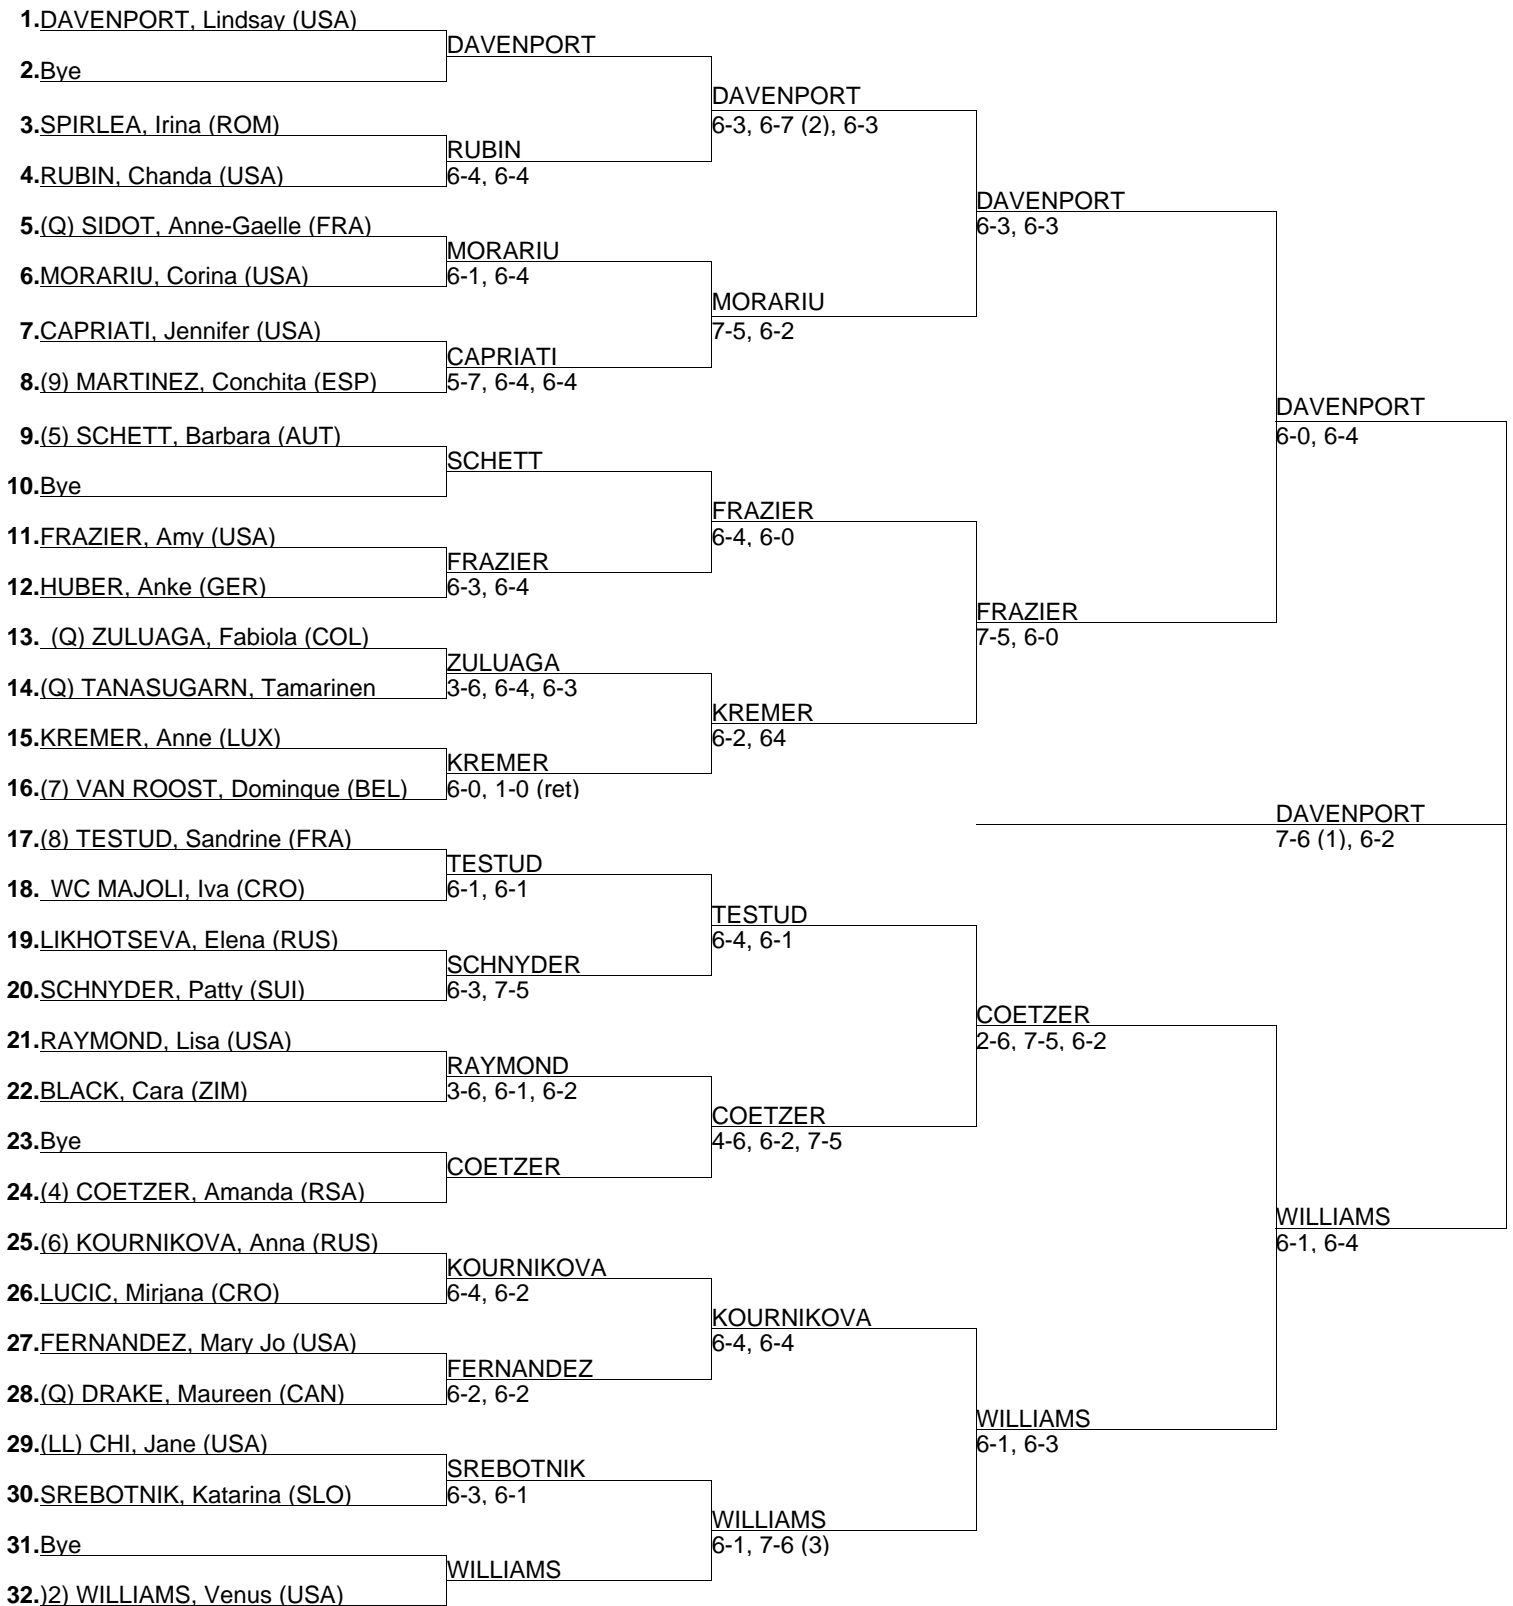 1.DAVENPORT, Lindsay (USA)
DAVENPORT
2.Bye
DAVENPORT
6-3, 6-7 (2), 6-3
3.SPIRLEA, Irina (ROM)
RUBIN
6-4, 6-4
4.RUBIN, Chanda (USA)
DAVENPORT
6-3, 6-3
5.(Q) SIDOT, Anne-Gaelle (FRA)
MORARIU
6-1, 6-4
6.MORARIU, Corina (USA)
MORARIU
7-5, 6-2
7.CAPRIATI, Jennifer (USA)
CAPRIATI
5-7, 6-4, 6-4
8.(9) MARTINEZ, Conchita (ESP)
DAVENPORT
6-0, 6-4
9.(5) SCHETT, Barbara (AUT)
SCHETT
10.Bye
FRAZIER
6-4, 6-0
11.FRAZIER, Amy (USA)
FRAZIER
6-3, 6-4
12.HUBER, Anke (GER)
FRAZIER
7-5, 6-0
13. (Q) ZULUAGA, Fabiola (COL)
ZULUAGA
3-6, 6-4, 6-3
14.(Q) TANASUGARN, Tamarinen
KREMER
6-2, 64
15.KREMER, Anne (LUX)
KREMER
6-0, 1-0 (ret)
16.(7) VAN ROOST, Dominque (BEL)
DAVENPORT
7-6 (1), 6-2
17.(8) TESTUD, Sandrine (FRA)
TESTUD
6-1, 6-1
18. WC MAJOLI, Iva (CRO)
TESTUD
6-4, 6-1
19.LIKHOTSEVA, Elena (RUS)
SCHNYDER
6-3, 7-5
20.SCHNYDER, Patty (SUI)
COETZER
2-6, 7-5, 6-2
21.RAYMOND, Lisa (USA)
RAYMOND
3-6, 6-1, 6-2
22.BLACK, Cara (ZIM)
COETZER
4-6, 6-2, 7-5
23.Bye
COETZER
24.(4) COETZER, Amanda (RSA)
WILLIAMS
6-1, 6-4
25.(6) KOURNIKOVA, Anna (RUS)
KOURNIKOVA
6-4, 6-2
26.LUCIC, Mirjana (CRO)
KOURNIKOVA
6-4, 6-4
27.FERNANDEZ, Mary Jo (USA)
FERNANDEZ
6-2, 6-2
28.(Q) DRAKE, Maureen (CAN)
WILLIAMS
6-1, 6-3
29.(LL) CHI, Jane (USA)
SREBOTNIK
6-3, 6-1
30.SREBOTNIK, Katarina (SLO)
WILLIAMS
6-1, 7-6 (3)
31.Bye
WILLIAMS
32.)2) WILLIAMS, Venus (USA)